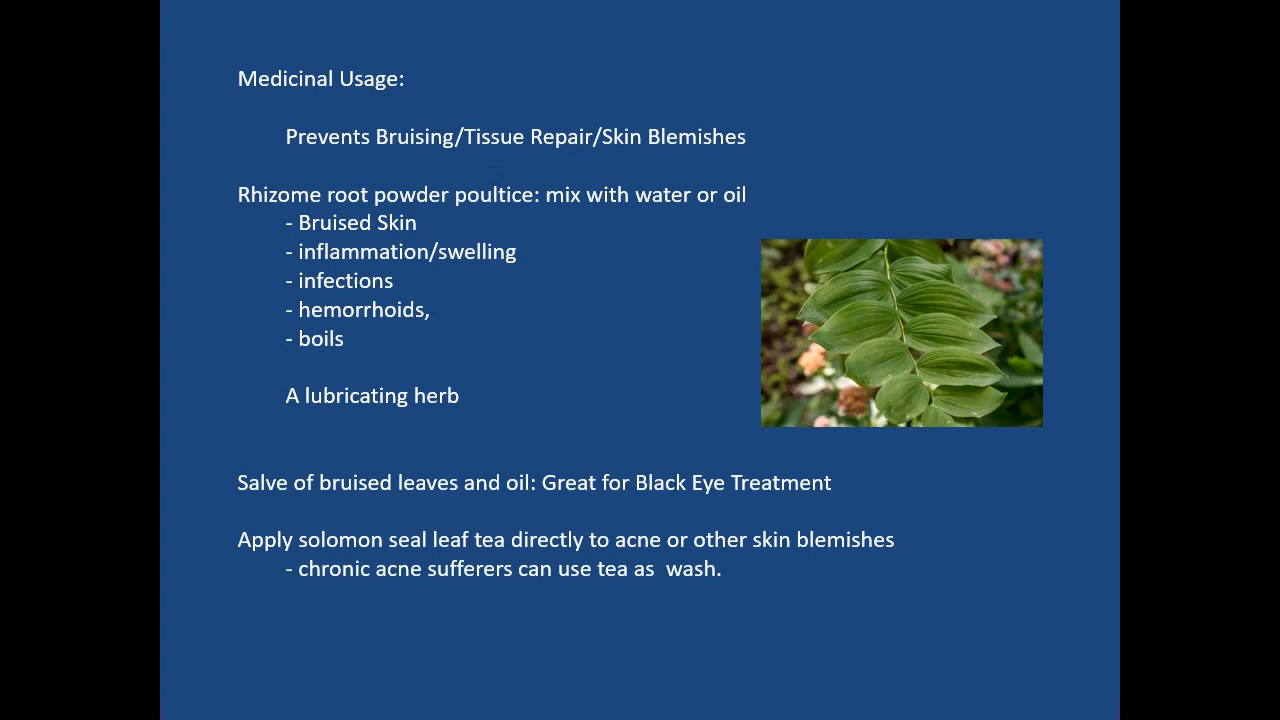 Medicinal Usage:
Prevents Bruising/Tissue Repair/Skin Blemishes
Rhizome root powder poultice: mix with water or oil
- Bruised Skin
- inflammation/swelling
- infections
- hemorrhoids,
- boils
A lubricating herb
Salve of bruised leaves and oil: Great for Black Eye Treatment
Apply solomon seal leaf tea directly to acne or other skin blemishes
- chronic acne sufferers can use tea as  wash.